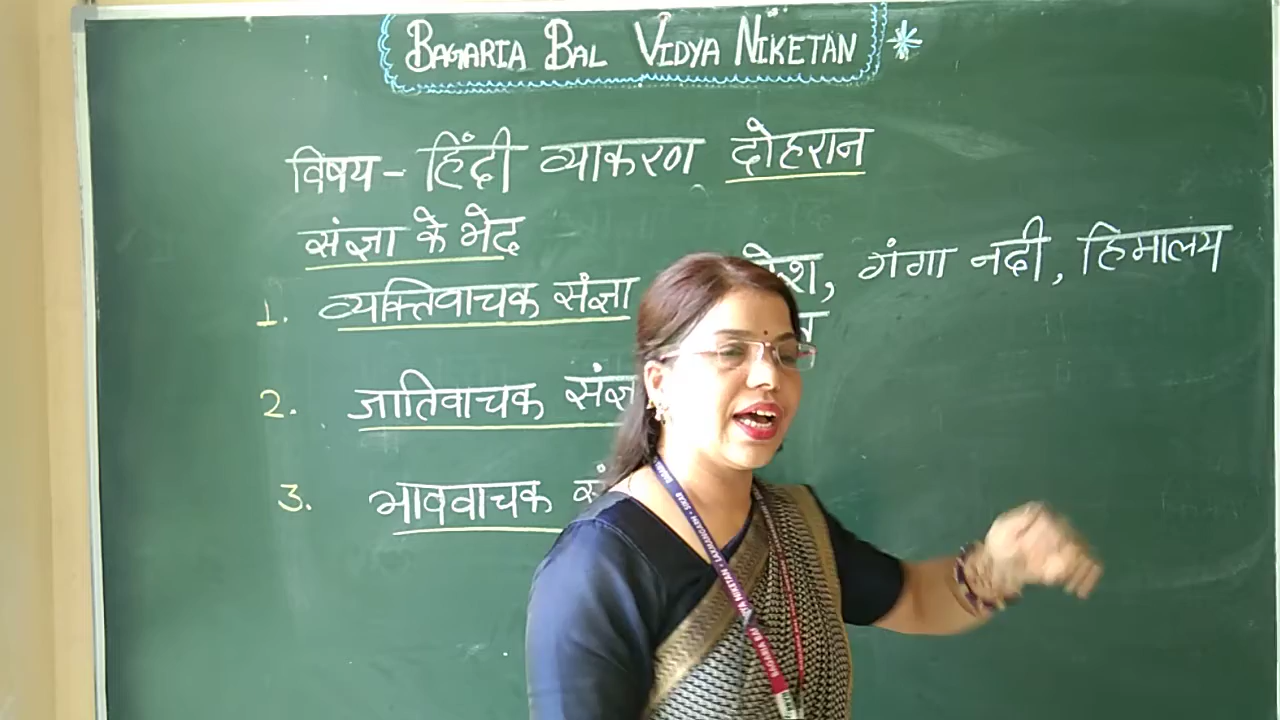 BAGARIA BAL VIDYA NIKETAN
विषय - हिंदी व्याकरण दोहरान
संज्ञा के भेद
1. व्यक्तिवाचक संज्ञा गंगा नदी, हिमालय
2. जातिवाचक
3. भाववाचक